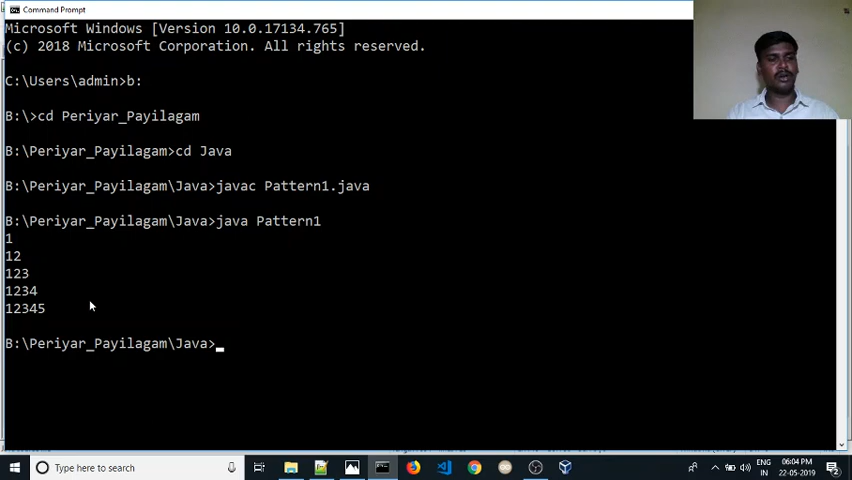 Command Prompt
Microsoft Windows [Version 10.0.17134.765]
(c) 2018 Microsoft Corporation. All rights reserved.
C:\Users\admin>b:
B:\>cd Periyar_Payilagam
B:\Periyar_Payilagam>cd Java
B:\Periyar_Payilagam\Java>javac Pattern1.java
B:\Periyar_Payilagam\Java>java Pattern1
1
12
123
1234
12345
B:\Periyar_Payilagam\Java>
Type here to search
ENG 06:04 PM
IN 22-05-2019
2